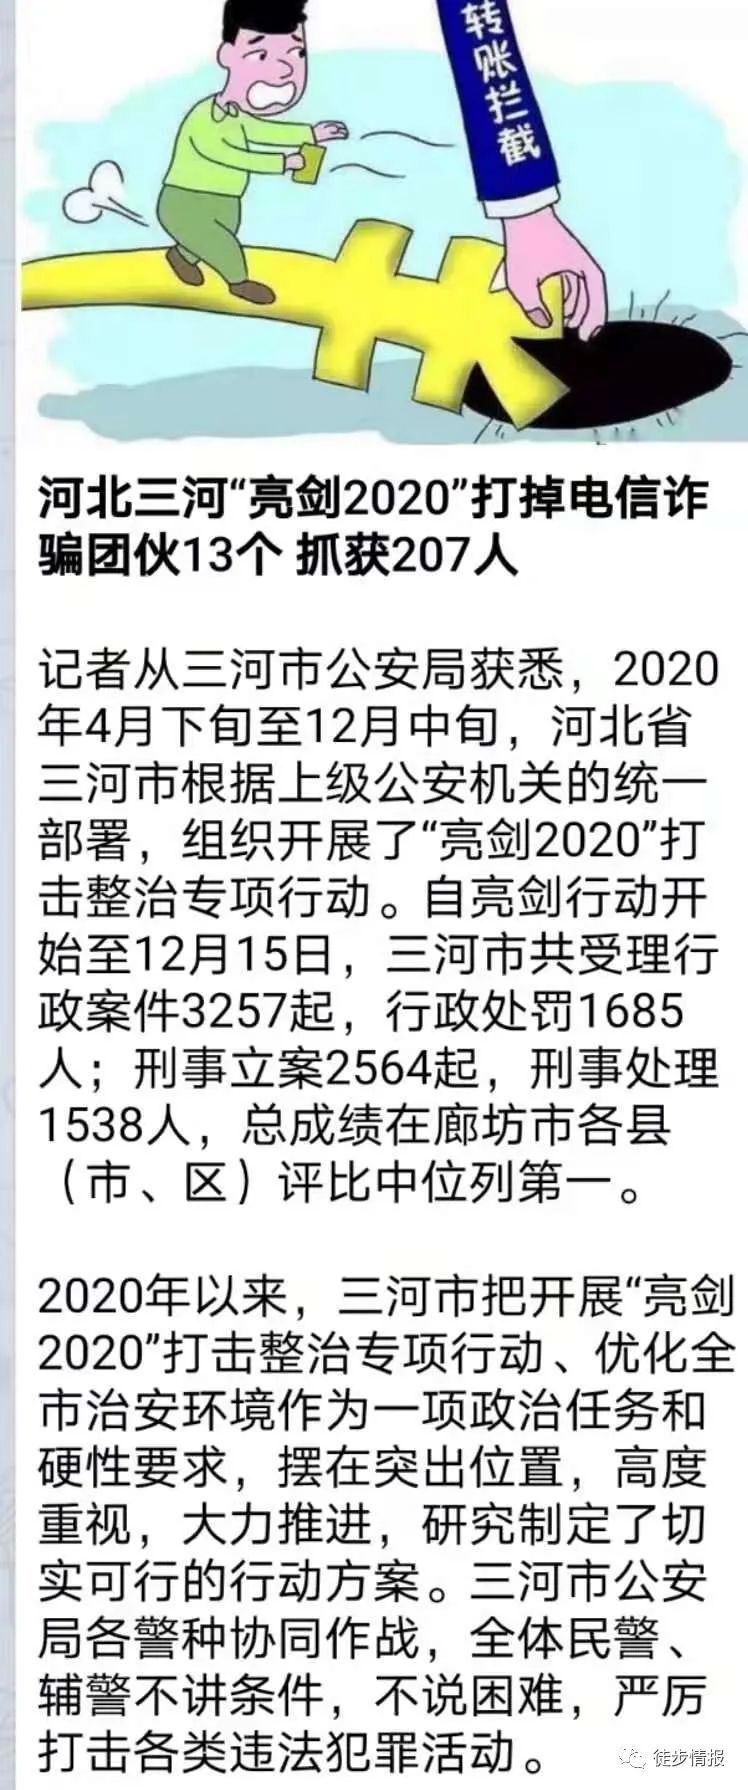 转账拦截
河北三河“亮剑2020”打掉电信诈
骗团伙13个 抓获207人
记者从三河市公安局获悉，2020
年4月下旬至12月中旬，河北省
三河市根据上级公安机关的统一
部署，组织开展了“亮剑2020”打
击整治专项行动。自亮剑行动开
始至12月15日，三河市共受理行
政案件3257起，行政处罚1685
人；刑事立案2564起，刑事处理
1538人，总成绩在廊坊市各县
（市、区）评比中位列第一。
2020年以来，三河市把开展“亮剑
2020”打击整治专项行动、优化全
市治安环境作为一项政治任务和
硬性要求，摆在突出位置，高度
重视，大力推进，研究制定了切
实可行的行动方案。三河市公安
局各警种协同作战，全体民警、
辅警不讲条件，不说困难，严厉
打击各类违法犯罪活动。
徒步情报